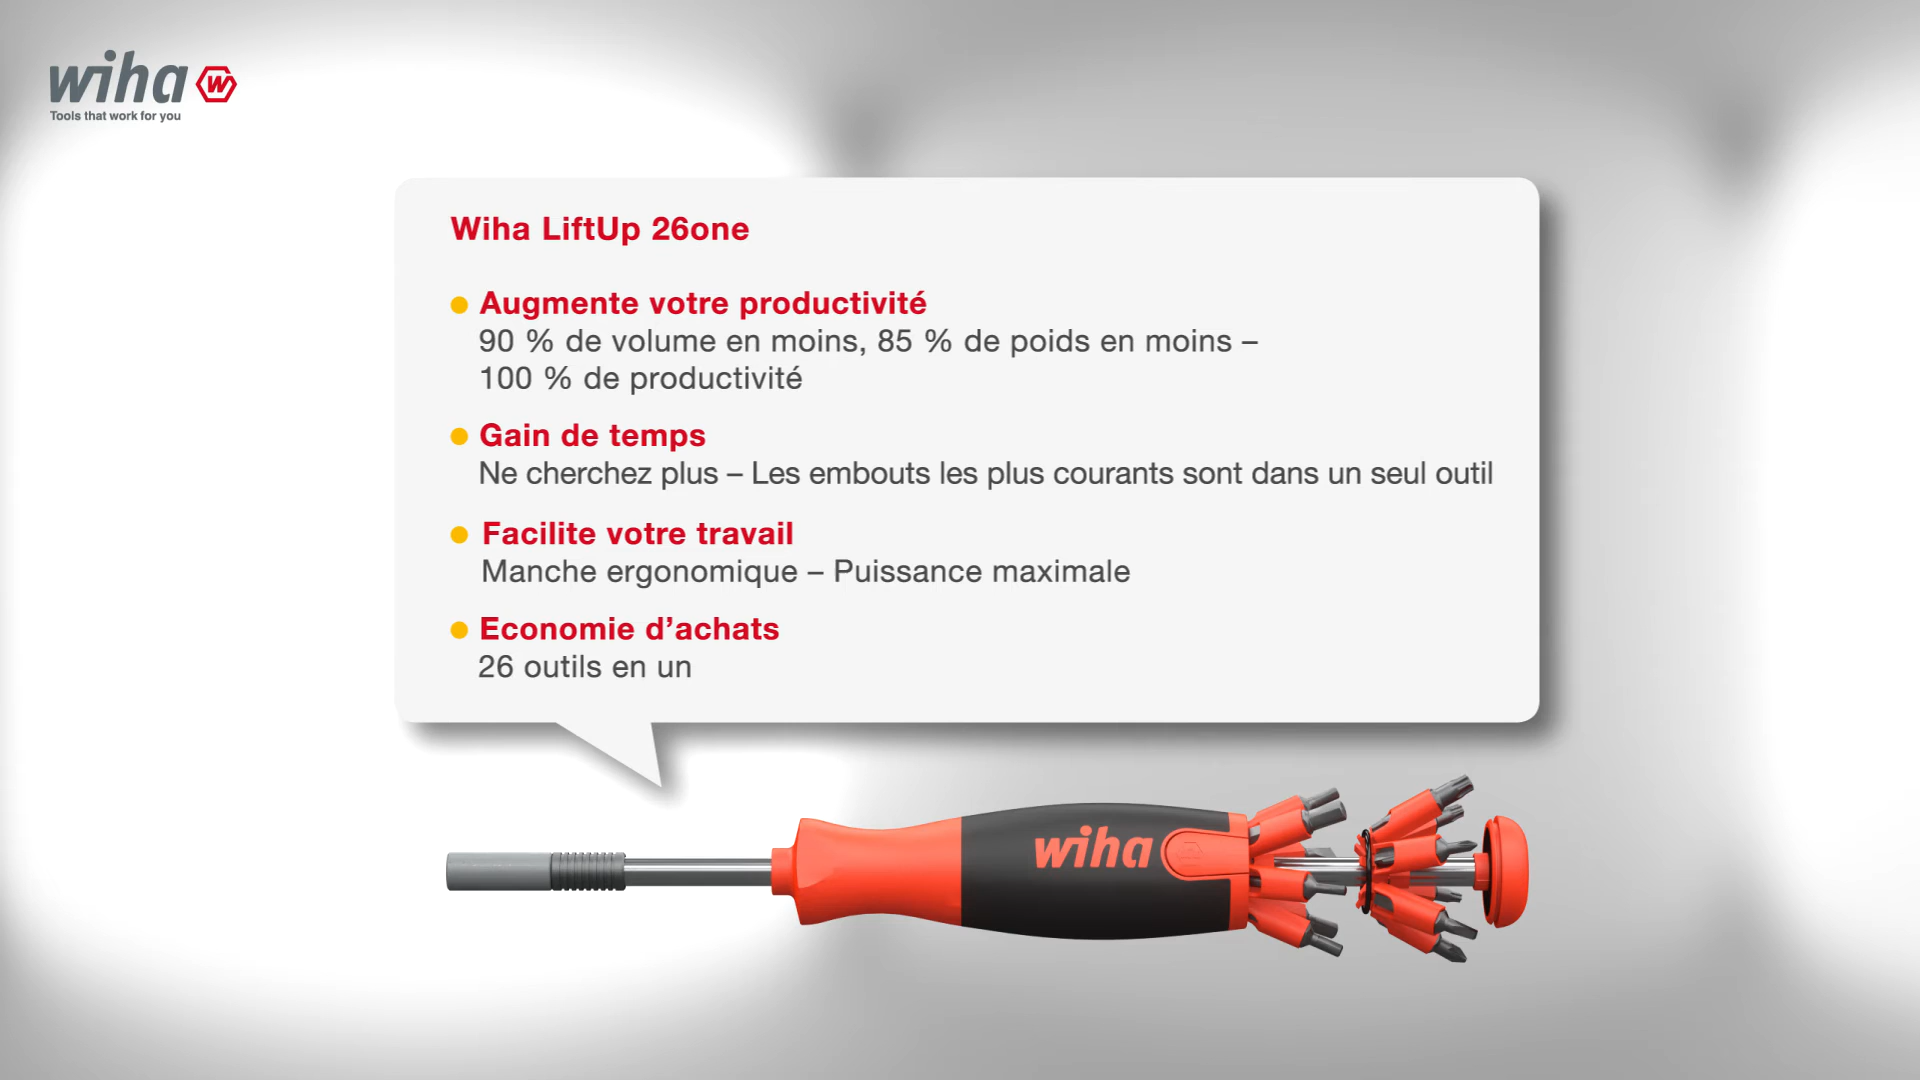 wiha
Tools that work for you
Wiha LiftUp 26one
Augmente votre productivité
90 % de volume en moins, 85 % de poids en moins –
100 % de productivité
Gain de temps
Ne cherchez plus – Les embouts les plus courants sont dans un seul outil
Facilite votre travail
Manche ergonomique – Puissance maximale
Economie d’achats
26 outils en un
wiha